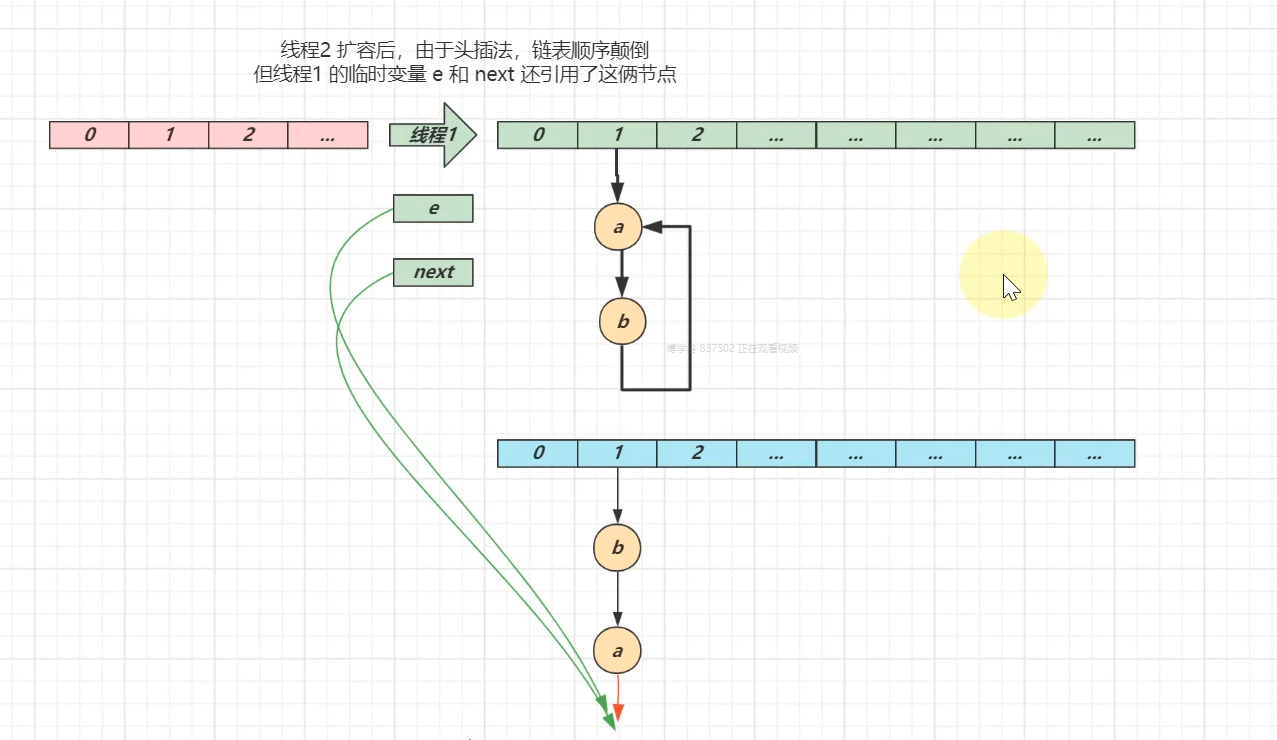 线程2 扩容后，由于头插法，链表顺序颠倒
但线程1 的临时变量 e 和 next 还引用了这俩节点
0 1 2 ...
线程1
0 1 2 ... ... ... ... ...
e
a
next
b
博学谷 837502 正在观看视频
0 1 2 ... ... ... ... ...
b
a